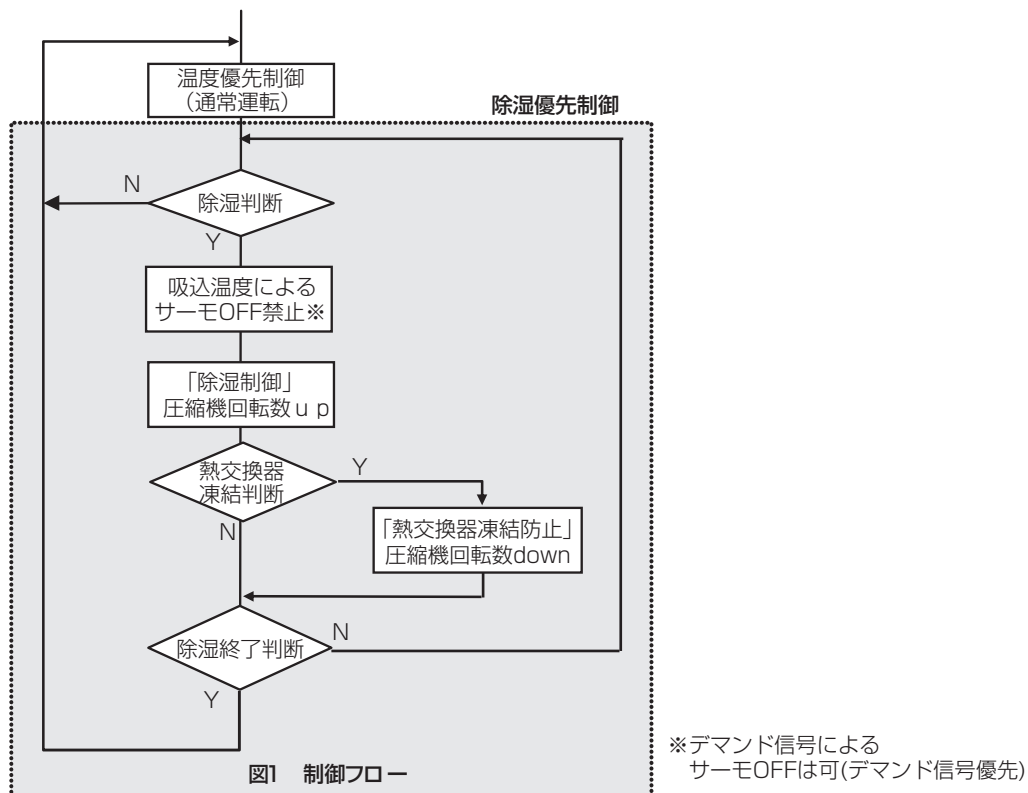 温度優先制御
(通常運転)
除湿優先制御
N
除湿判断
Y
吸込温度による
サーモOFF禁止※
「除湿制御」
圧縮機回転数up
熱交換器
凍結判断
Y
N
「熱交換器凍結防止」
圧縮機回転数down
除湿終了判断
N
Y
図1 制御フロー
※デマンド信号による
サーモOFFは可(デマンド信号優先)